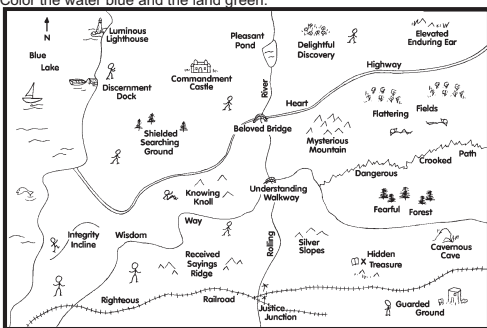 Color the water blue and the land green.
N
Luminous
Lighthouse
Pleasant
Pond
Delightful
Discovery
Elevated
Enduring Ear
Blue
Lake
Discernment
Dock
Commandment
Castle
River
Highway
Heart
Flattering Fields
Shielded
Searching
Ground
Beloved Bridge
Mysterious
Mountain
Dangerous Crooked Path
Knowing
Knoll
Understanding
Walkway
Fearful Forest
Integrity
Incline
Wisdom Way
Rolling
Silver
Slopes
Cavernous
Cave
Received
Sayings
Ridge
Hidden
X Treasure
Righteous Railroad
Justice
Junction
Guarded
Ground